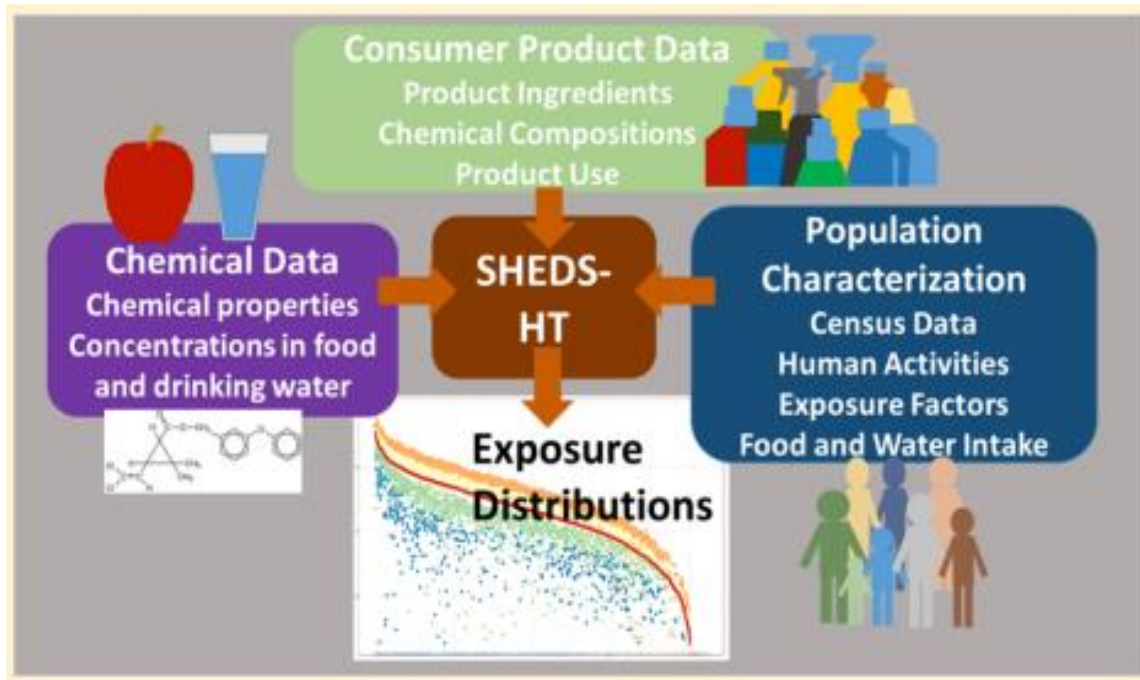 Consumer Product Data
Product Ingredients
Chemical Compositions
Product Use
Chemical Data
Chemical properties
Concentrations in food
and drinking water
SHEDS-
HT
Population
Characterization
Census Data
Human Activities
Exposure Factors
Food and Water Intake
Exposure
Distributions